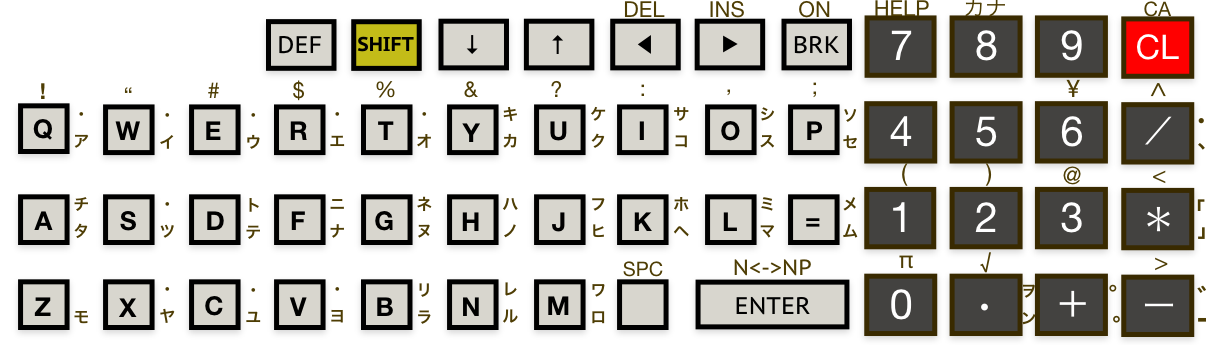 DEL INS ON HELP カナ CA
DEF SHIFT ↓ ↑ ◀ ▶ BRK 7 8 9 CL
! “ # $ % & ? : , ; ¥ ^
Q ・ア W ・イ E ・ウ R ・エ T ・オ Y キカ U ケク I サコ O シス P ソセ 4 5 6 / ・、
( ) @ <
A チタ S ・ツ D トテ F ニナ G ネヌ H ハノ J フヒ K ホヘ L ミマ = メム 1 2 3 * 「」
SPC N<->NP π √ >
Z モ X ・ヤ C ・ユ V ・ヨ B リラ N レル M ワロ ENTER 0 . ヲン + ° 。 − ゛ー